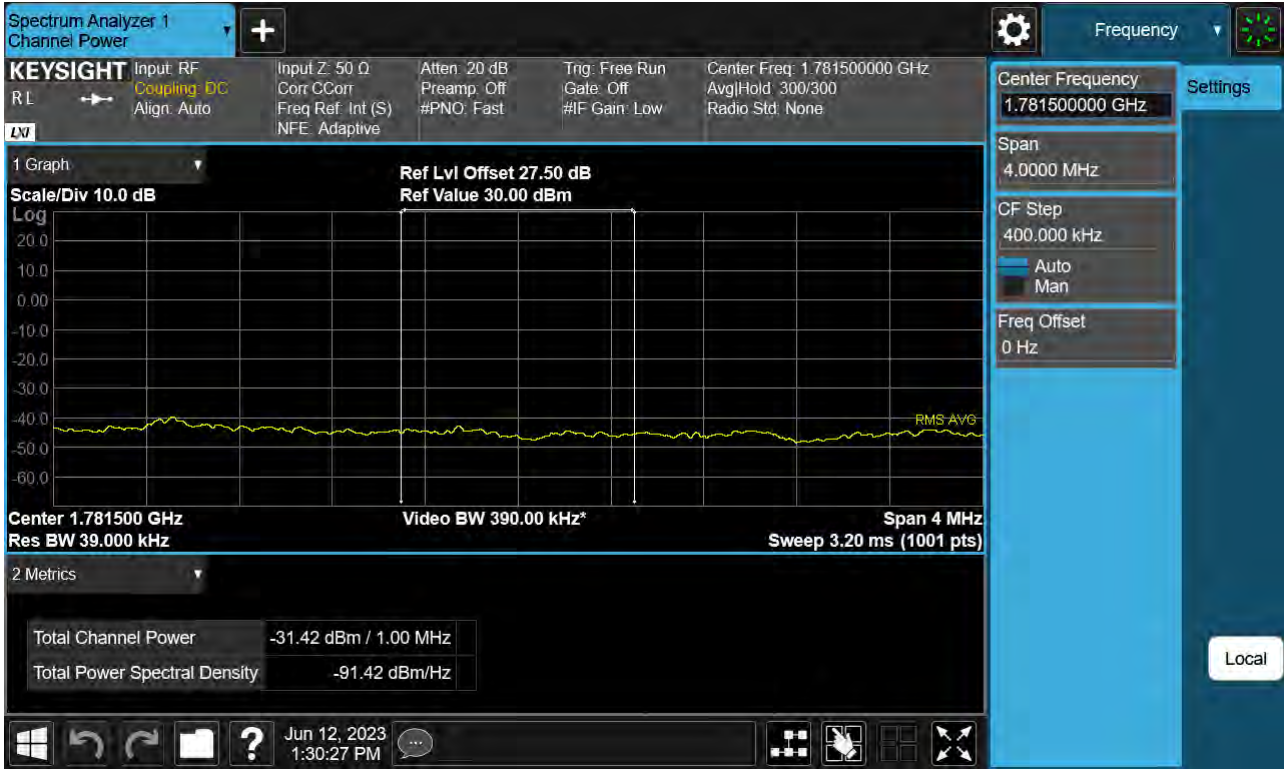 Spectrum Analyzer 1
Channel Power
+
Frequency
KEYSIGHT
R L
LXI
Input: RF
Coupling: DC
Align: Auto
Input Z: 50 Ω
Corr CCorr
Freq Ref: Int (S)
NFE: Adaptive
Atten: 20 dB
Preamp: Off
#PNO: Fast
Trig: Free Run
Gate: Off
#IF Gain: Low
Center Freq: 1.781500000 GHz
Avg|Hold: 300/300
Radio Std: None
Center Frequency
1.781500000 GHz
Settings
Span
4.0000 MHz
CF Step
400.000 kHz
Auto
Man
Freq Offset
0 Hz
1 Graph
Scale/Div 10.0 dB
Ref Lvl Offset 27.50 dB
Ref Value 30.00 dBm
Log
20.0
10.0
0.00
-10.0
-20.0
-30.0
-40.0
-50.0
-60.0
RMS AVG
Center 1.781500 GHz
Video BW 390.00 kHz*
Span 4 MHz
Res BW 39.000 kHz
Sweep 3.20 ms (1001 pts)
2 Metrics
Total Channel Power -31.42 dBm / 1.00 MHz
Total Power Spectral Density -91.42 dBm/Hz
Local
?
Jun 12, 2023
1:30:27 PM